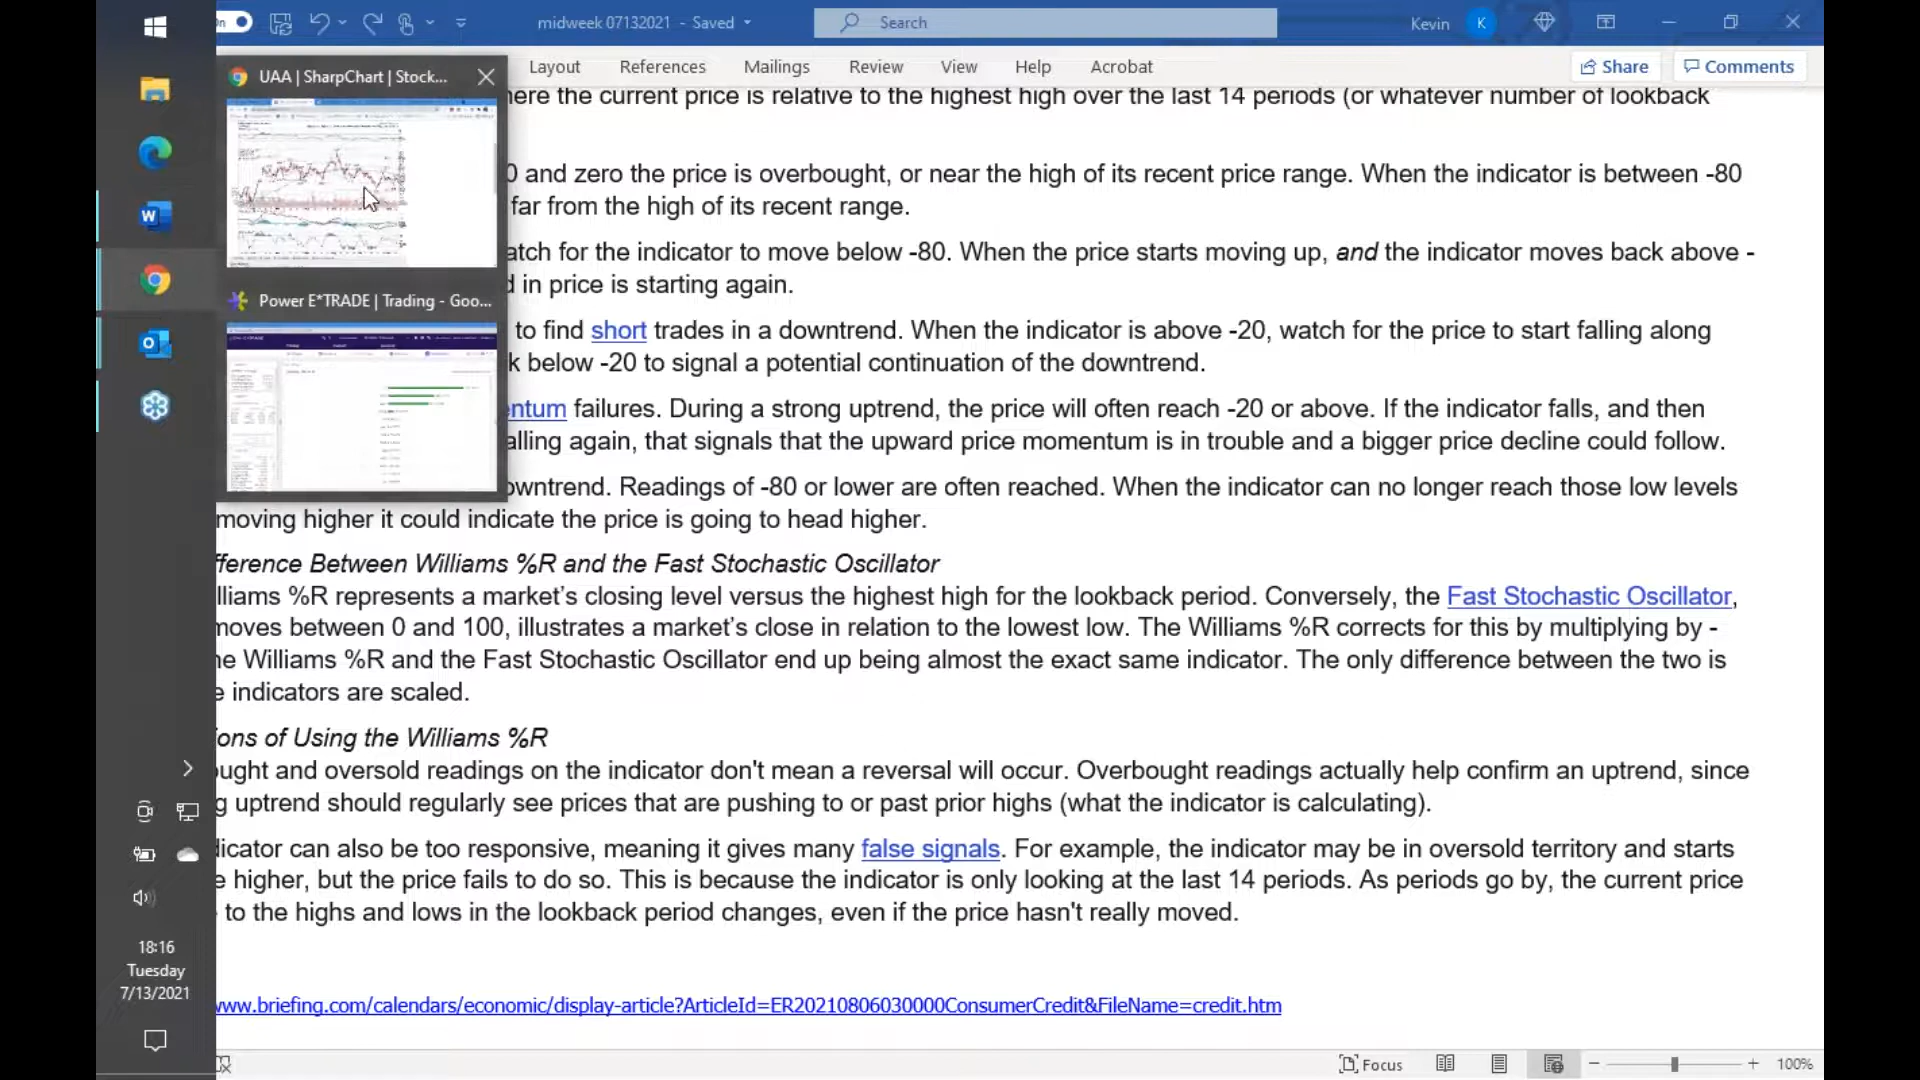 on
midweek 07132021 - Saved
Search
Kevin
K
UAA | SharpChart | Stock...
Layout
References
Mailings
Review
View
Help
Acrobat
Share
Comments
here the current price is relative to the highest high over the last 14 periods (or whatever number of lookback
0 and zero the price is overbought, or near the high of its recent price range. When the indicator is between -80
far from the high of its recent range.
atch for the indicator to move below -80. When the price starts moving up, and the indicator moves back above -
d in price is starting again.
Power E*TRADE | Trading - Goo...
to find short trades in a downtrend. When the indicator is above -20, watch for the price to start falling along
k below -20 to signal a potential continuation of the downtrend.
entum failures. During a strong uptrend, the price will often reach -20 or above. If the indicator falls, and then
alling again, that signals that the upward price momentum is in trouble and a bigger price decline could follow.
owntrend. Readings of -80 or lower are often reached. When the indicator can no longer reach those low levels
moving higher it could indicate the price is going to head higher.
fference Between Williams %R and the Fast Stochastic Oscillator
lliams %R represents a market's closing level versus the highest high for the lookback period. Conversely, the Fast Stochastic Oscillator,
moves between 0 and 100, illustrates a market's close in relation to the lowest low. The Williams %R corrects for this by multiplying by -
he Williams %R and the Fast Stochastic Oscillator end up being almost the exact same indicator. The only difference between the two is
e indicators are scaled.
ions of Using the Williams %R
ought and oversold readings on the indicator don't mean a reversal will occur. Overbought readings actually help confirm an uptrend, since
g uptrend should regularly see prices that are pushing to or past prior highs (what the indicator is calculating).
dicator can also be too responsive, meaning it gives many false signals. For example, the indicator may be in oversold territory and starts
e higher, but the price fails to do so. This is because the indicator is only looking at the last 14 periods. As periods go by, the current price
to the highs and lows in the lookback period changes, even if the price hasn't really moved.
www.briefing.com/calendars/economic/display-article?ArticleId=ER20210806030000ConsumerCredit&FileName=credit.htm
18:16
Tuesday
7/13/2021
Focus
100%